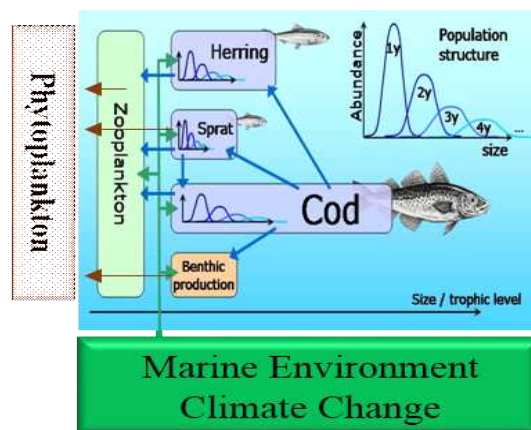 Phytoplankton
Zooplankton
Herring
Sprat
Cod
Benthic
production
Abundance
1y
2y
3y
4y
...
Population
structure
size
Size / trophic level
Marine Environment
Climate Change